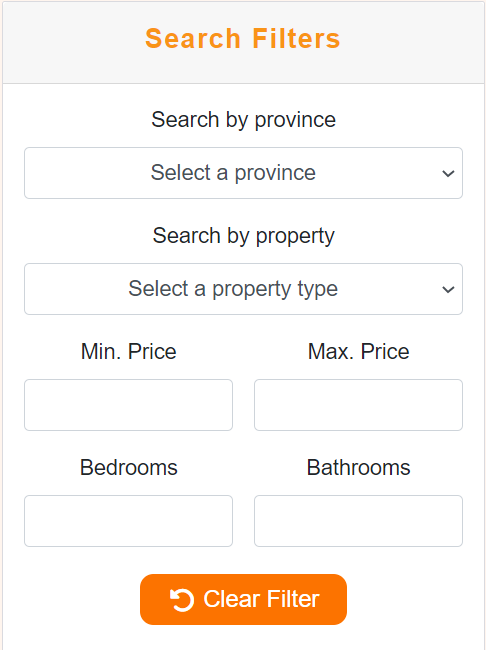 Search Filters
Search by province
Select a province
Search by property
Select a property type
Min. Price Max. Price
Bedrooms Bathrooms
Clear Filter